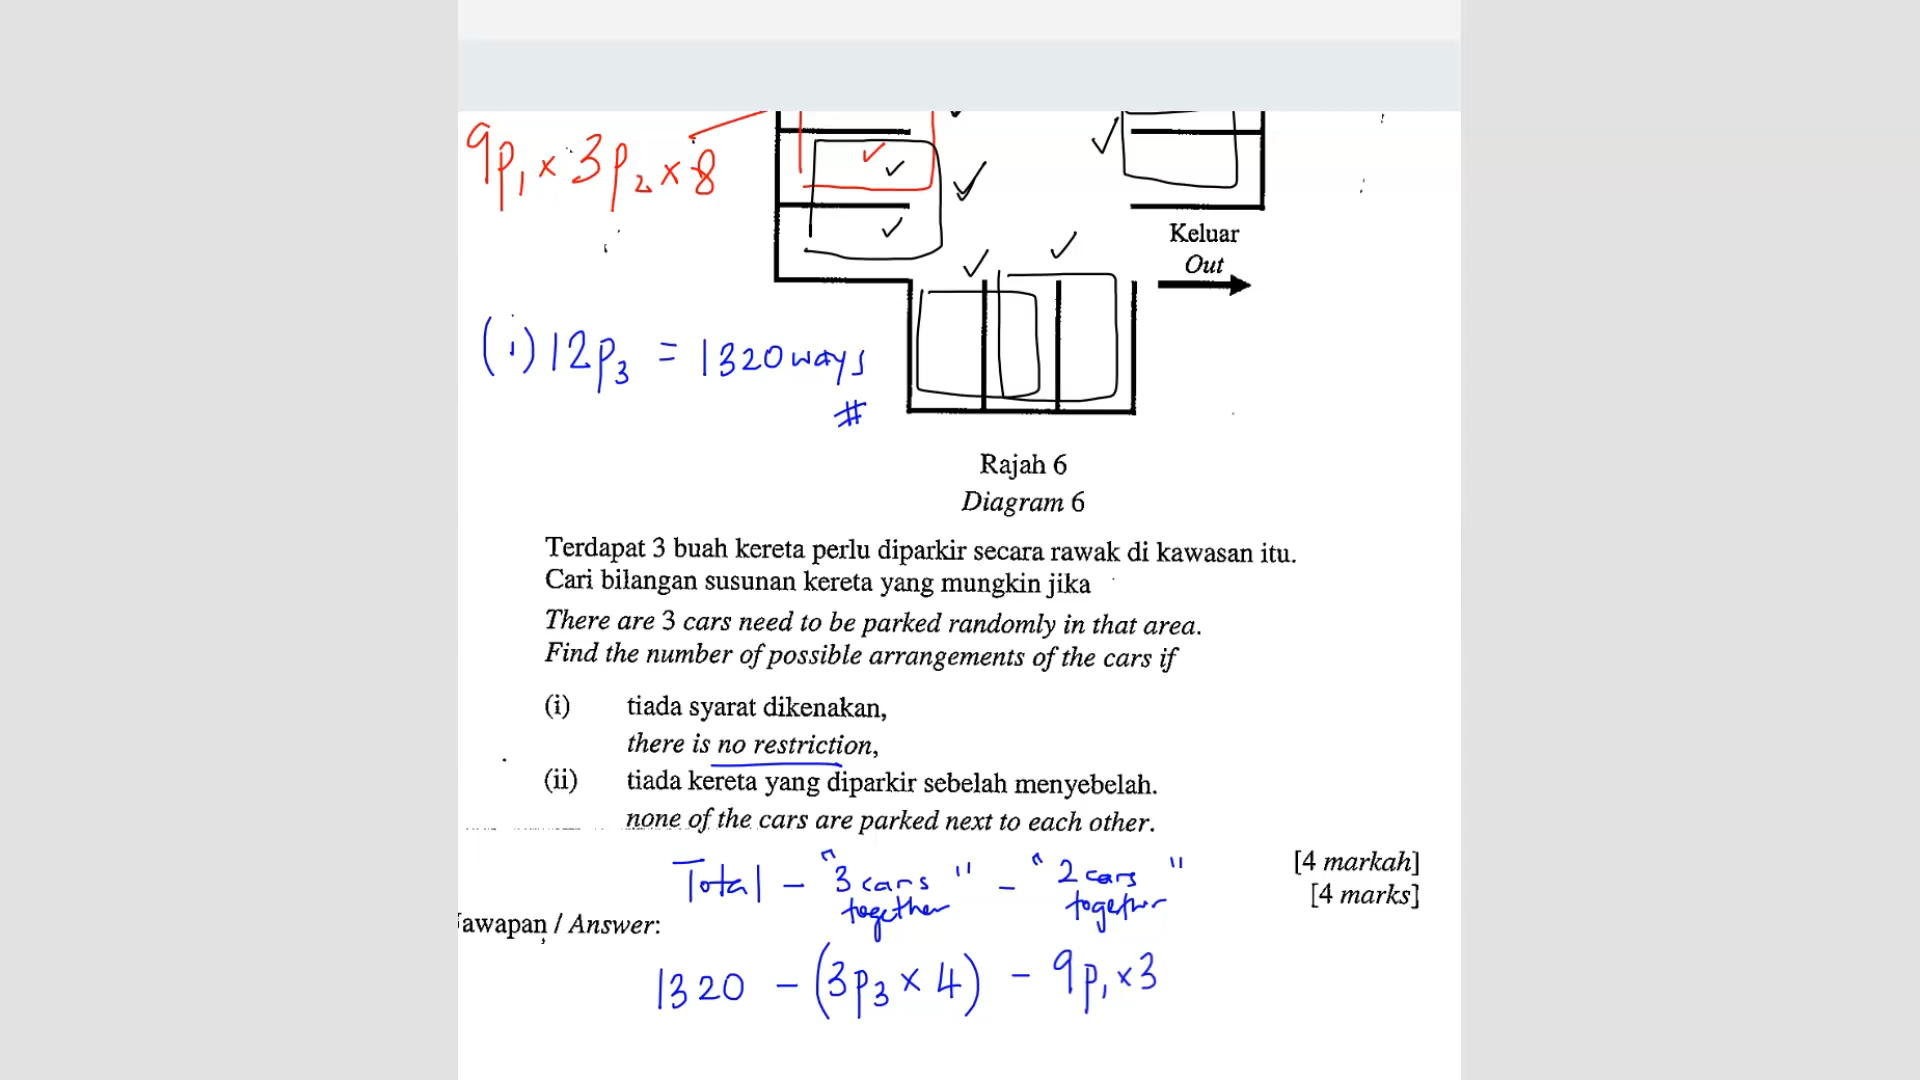 9P₁ × 3P₂ × 8
Keluar
Out
(i) 12P₃ = 1320 ways
#
Rajah 6
Diagram 6
Terdapat 3 buah kereta perlu diparkir secara rawak di kawasan itu.
Cari bilangan susunan kereta yang mungkin jika
There are 3 cars need to be parked randomly in that area.
Find the number of possible arrangements of the cars if
(i) tiada syarat dikenakan,
there is no restriction,
(ii) tiada kereta yang diparkir sebelah menyebelah.
none of the cars are parked next to each other.
[4 markah]
[4 marks]
Total - "3 cars together" - "2 cars together"
awapan / Answer:
1320 - (3P₃ × 4) - 9P₁ × 3